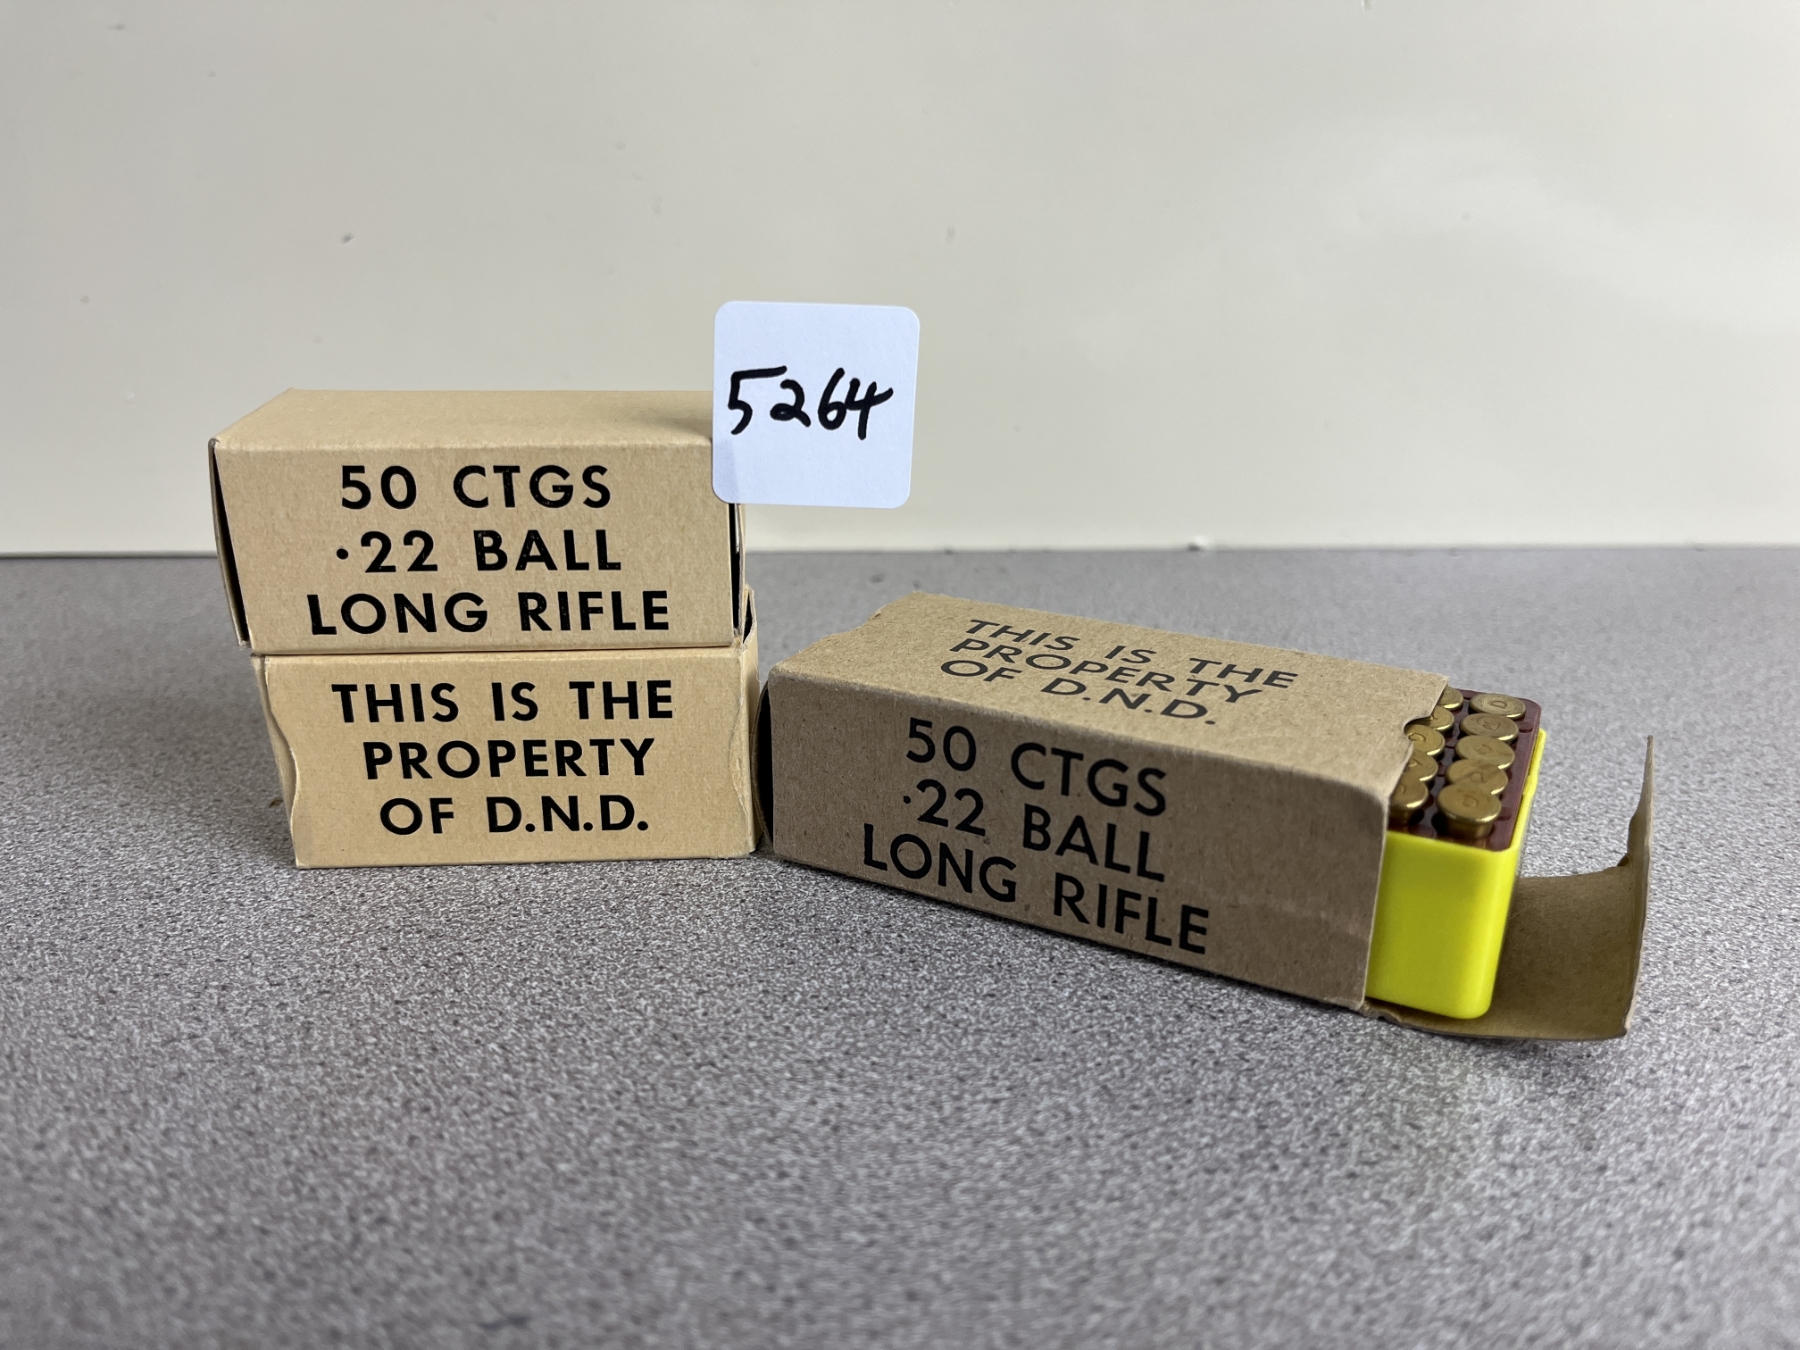 5264
50 CTGS
.22 BALL
LONG RIFLE
THIS IS THE
PROPERTY
OF D.N.D.
THIS IS THE
PROPERTY
OF D.N.D.
50 CTGS
.22 BALL
LONG RIFLE